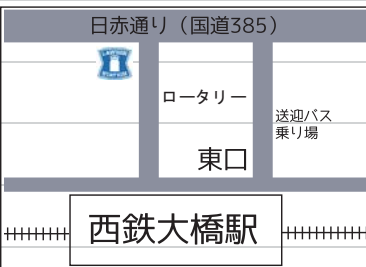 日赤通り（国道385）
ロータリー
送迎バス
乗り場
東口
西鉄大橋駅